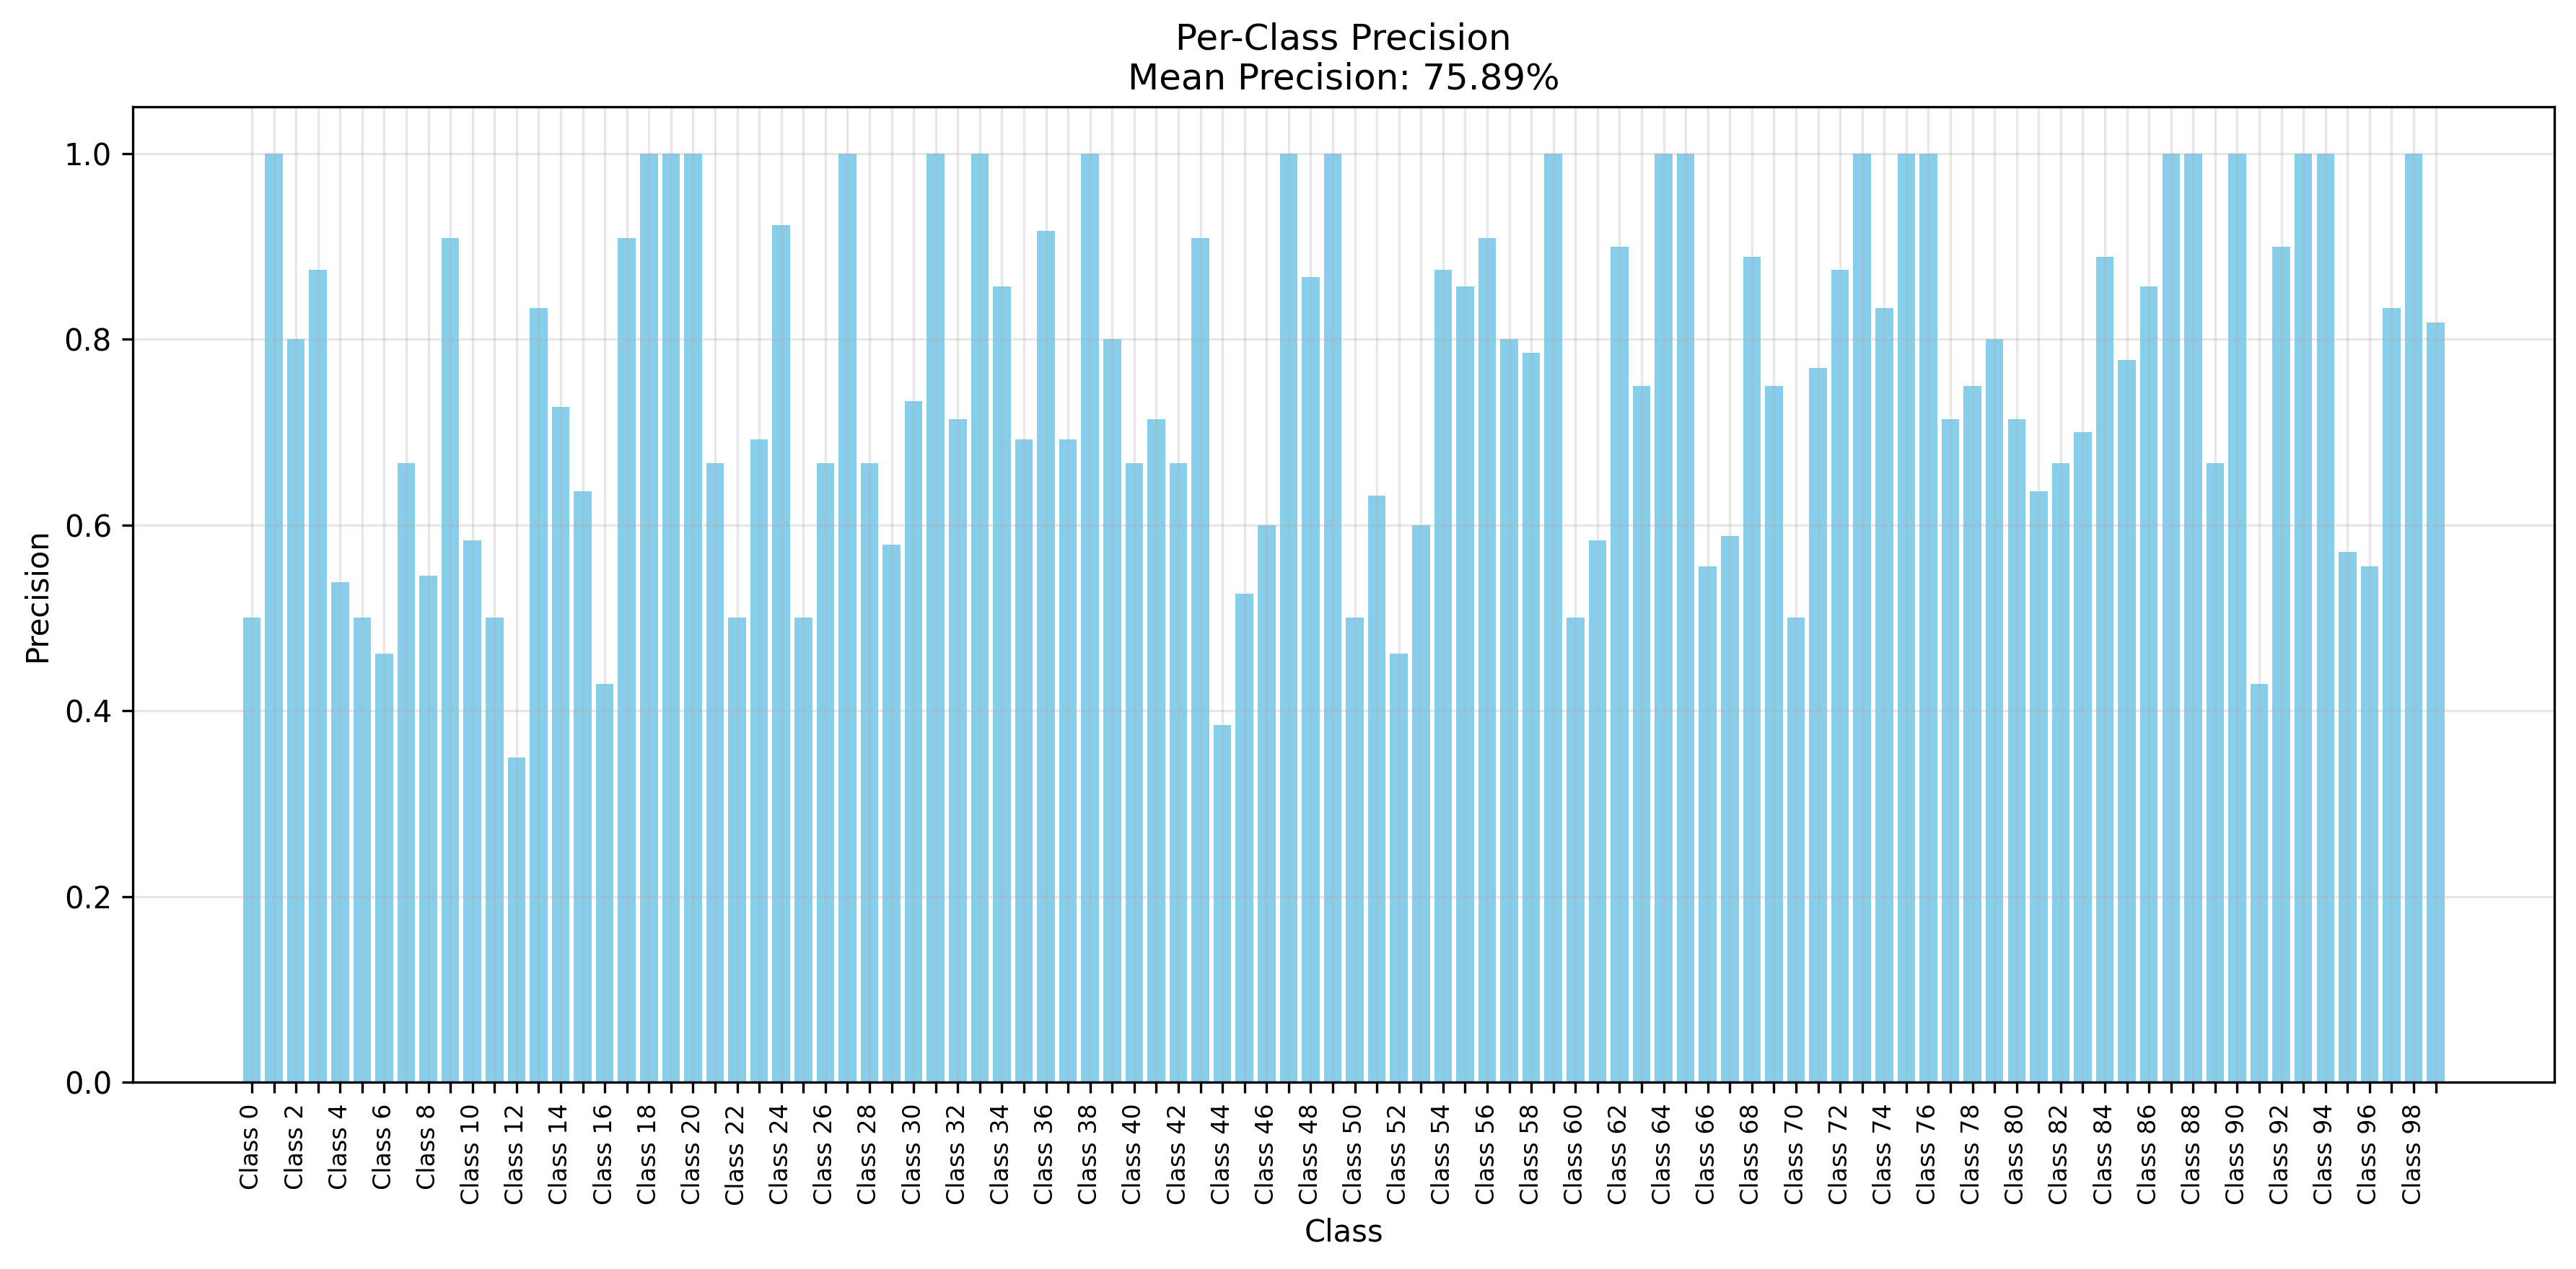 Per-Class Precision
Mean Precision: 75.89%
Precision
1.0
0.8
0.6
0.4
0.2
0.0
Class 0
Class 2
Class 4
Class 6
Class 8
Class 10
Class 12
Class 14
Class 16
Class 18
Class 20
Class 22
Class 24
Class 26
Class 28
Class 30
Class 32
Class 34
Class 36
Class 38
Class 40
Class 42
Class 44
Class 46
Class 48
Class 50
Class 52
Class 54
Class 56
Class 58
Class 60
Class 62
Class 64
Class 66
Class 68
Class 70
Class 72
Class 74
Class 76
Class 78
Class 80
Class 82
Class 84
Class 86
Class 88
Class 90
Class 92
Class 94
Class 96
Class 98
Class